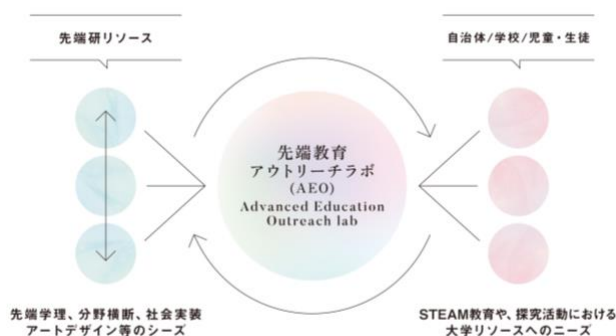 先端研リソース
自治体/学校/児童・生徒
先端教育
アウトリーチラボ
(AEO)
Advanced Education
Outreach lab
先端学理、分野横断、社会実装
アートデザイン等のシーズ
STEAM教育や、探究活動における
大学リソースへのニーズ